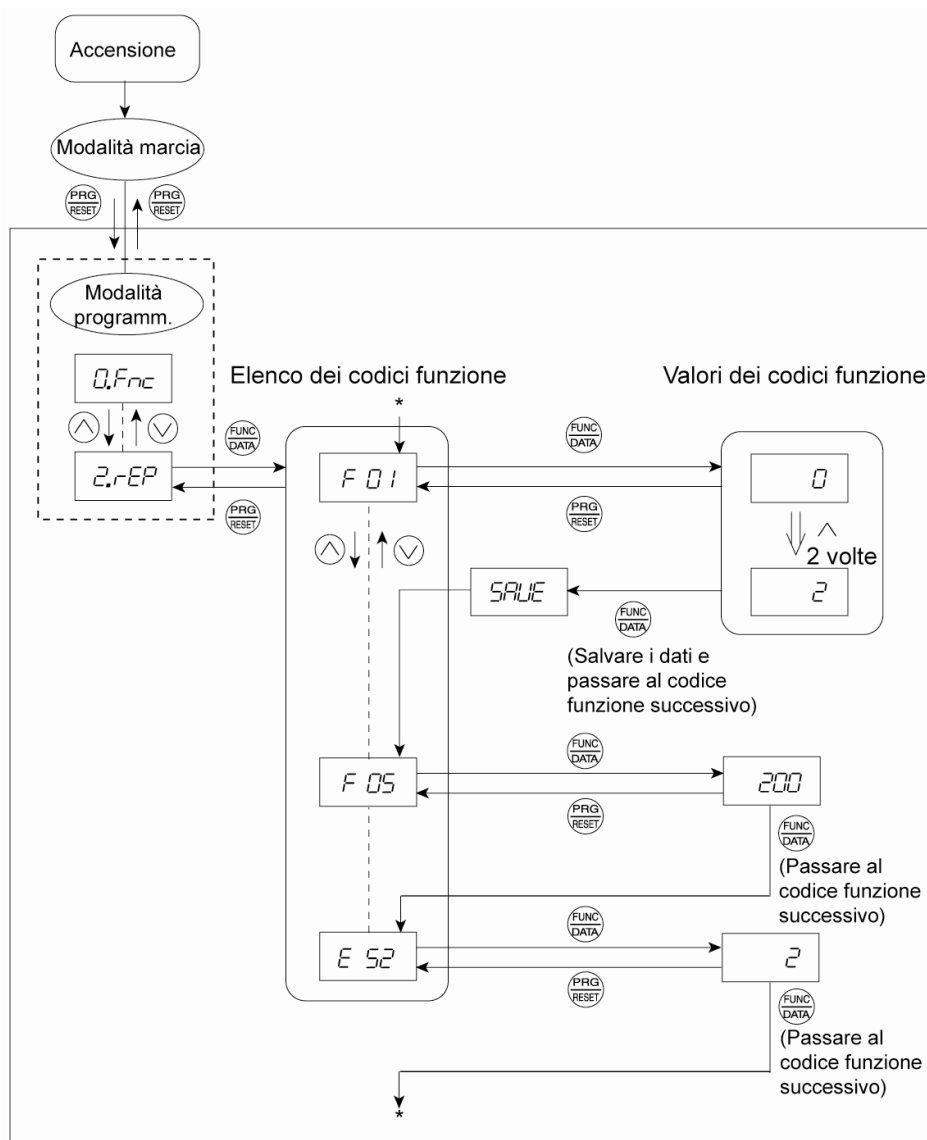 Accensione
Modalità marcia
PRG
RESET
PRG
RESET
Modalità
programm.
0.Fnc
2.rEP
FUNC
DATA
PRG
RESET
Elenco dei codici funzione
*
F 01
FUNC
DATA
PRG
RESET
Valori dei codici funzione
0
2 volte
2
SAUE
FUNC
DATA
(Salvare i dati e
passare al codice
funzione successivo)
F 05
FUNC
DATA
PRG
RESET
200
FUNC
DATA
(Passare al
codice funzione
successivo)
E 52
FUNC
DATA
PRG
RESET
2
FUNC
DATA
(Passare al
codice funzione
successivo)
*